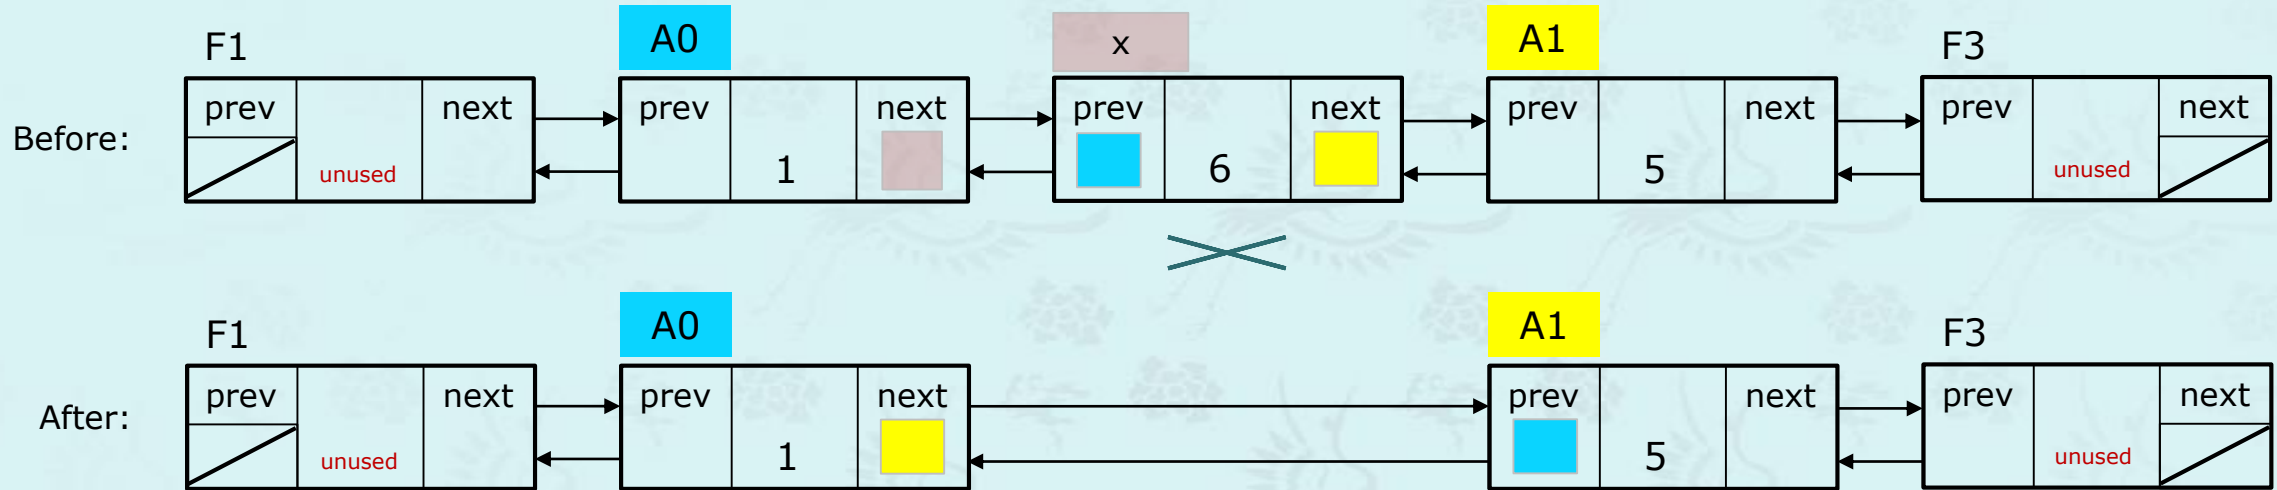 F1 A0 x A1 F3
Before:
prev next prev next prev next prev next prev next
unused 1 6 5 unused
F1 A0 A1 F3
After:
prev next prev next prev next prev next
unused 1 5 unused